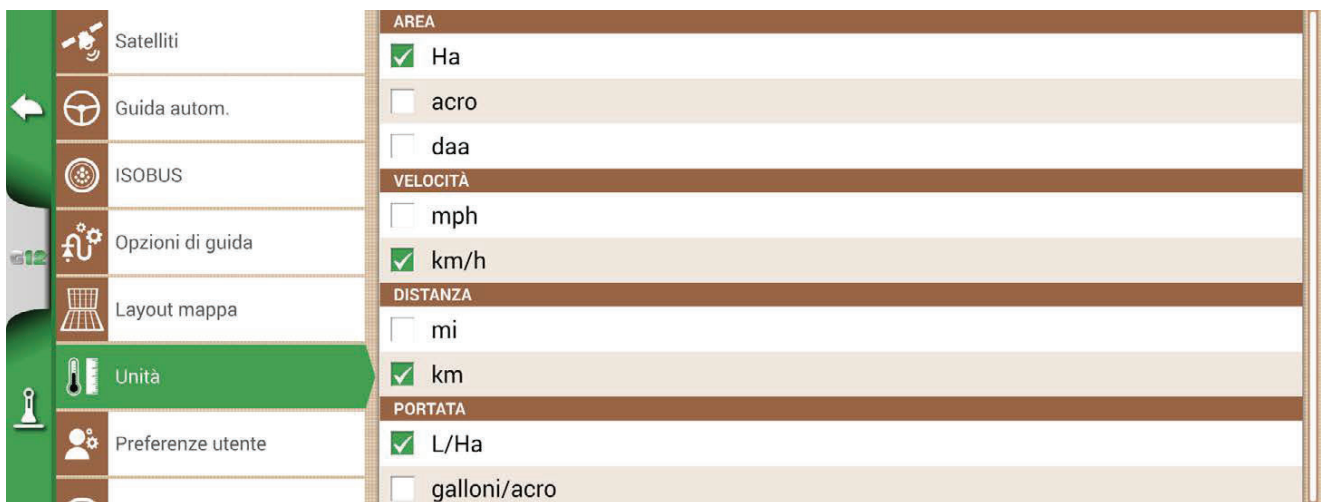 Satelliti
Guida autom.
ISOBUS
Opzioni di guida
G12
Layout mappa
Unità
Preferenze utente
AREA
Ha
acro
daa
VELOCITÀ
mph
km/h
DISTANZA
mi
km
PORTATA
L/Ha
galloni/acro